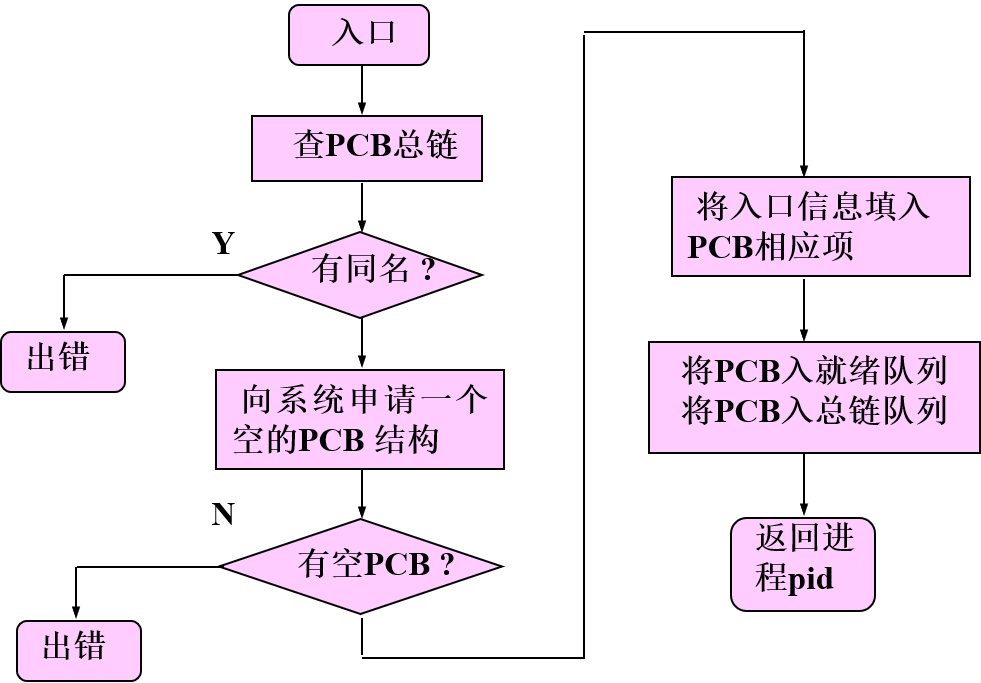 入口
查PCB总链
Y
有同名？
出错
向系统申请一个
空的PCB 结构
N
有空PCB？
出错
将入口信息填入
PCB相应项
将PCB入就绪队列
将PCB入总链队列
返回进
程pid